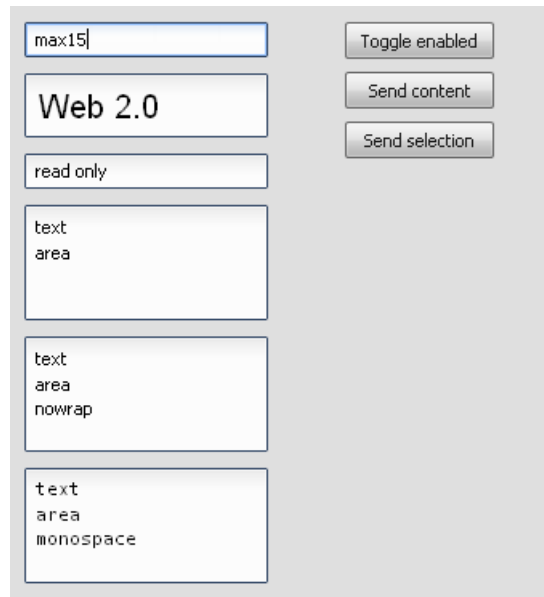 max15
Web 2.0
read only
text
area
text
area
nowrap
text
area
monospace
Toggle enabled
Send content
Send selection